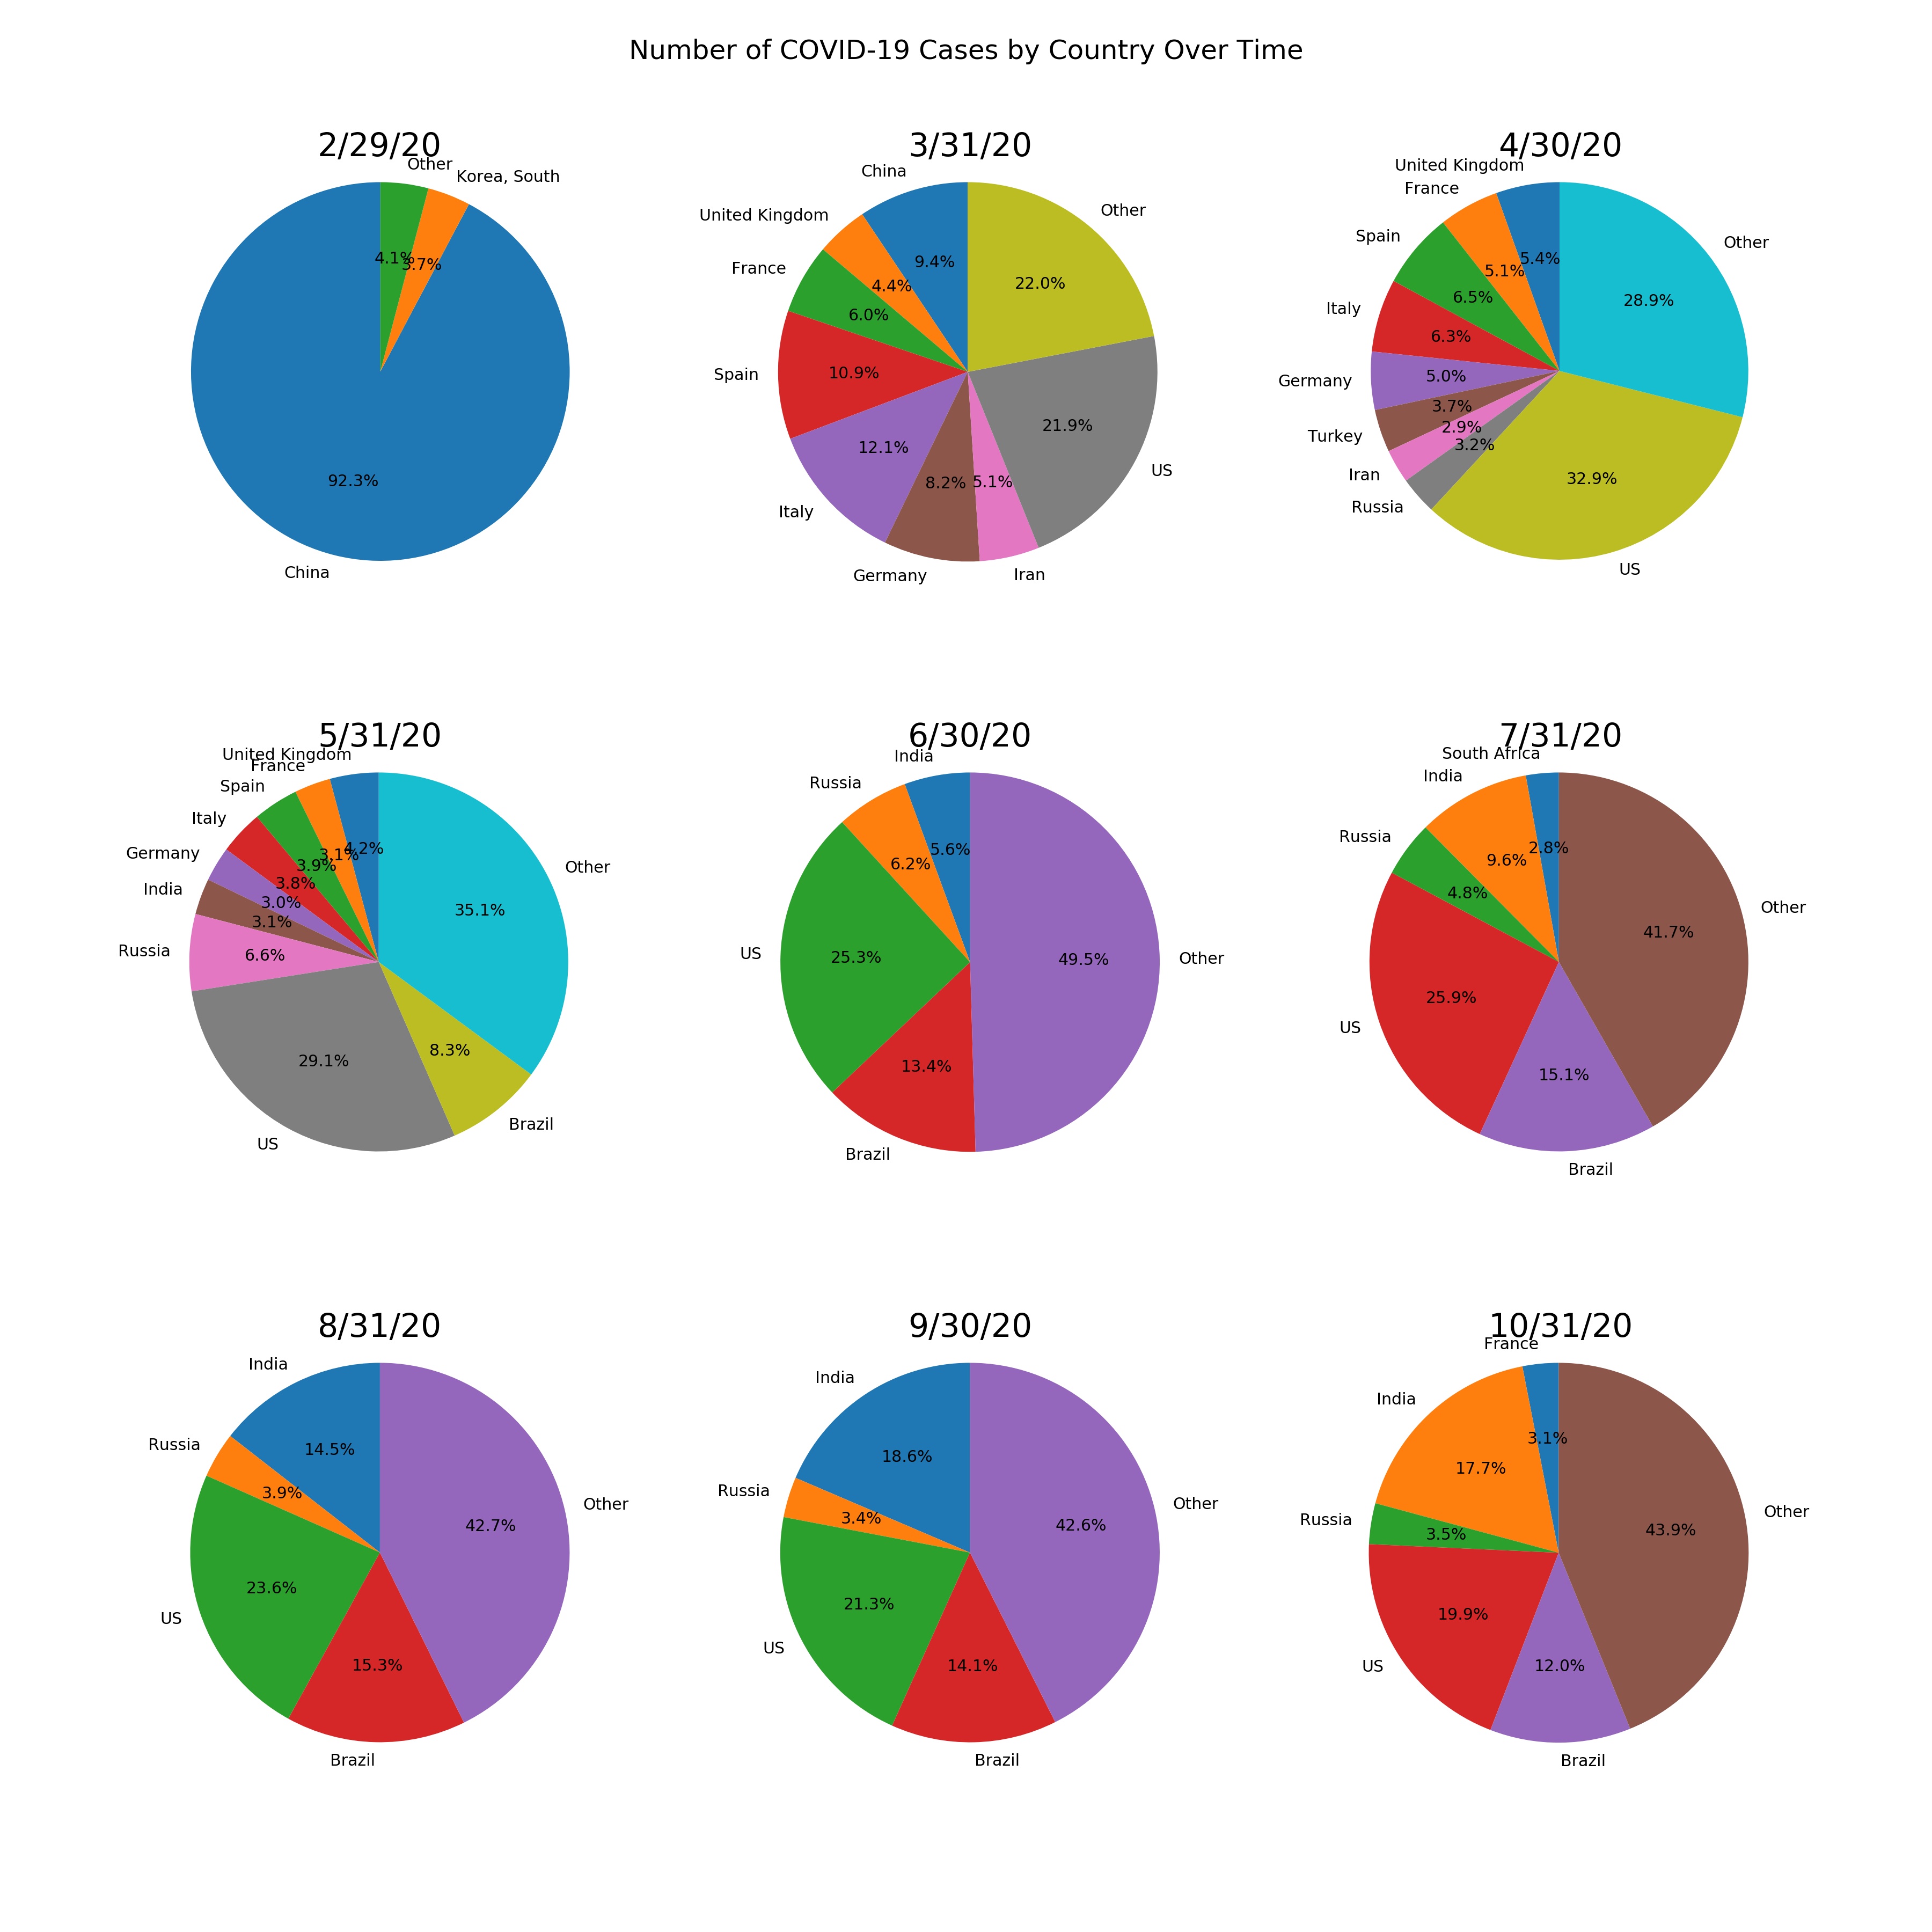 Number of COVID-19 Cases by Country Over Time
2/29/20
Other
Korea, South
4.1%
3.7%
92.3%
China
3/31/20
China
United Kingdom
Other
France
9.4%
4.4%
22.0%
6.0%
Spain
10.9%
21.9%
12.1%
US
8.2%
5.1%
Italy
Germany
Iran
4/30/20
United Kingdom
France
Spain
Other
5.4%
5.1%
6.5%
28.9%
Italy
6.3%
Germany
5.0%
3.7%
Turkey
2.9%
3.2%
Iran
32.9%
Russia
US
5/31/20
United Kingdom
France
Spain
Italy
Germany
4.2%
3.1%
3.9%
Other
3.8%
India
3.0%
35.1%
3.1%
Russia
6.6%
8.3%
29.1%
Brazil
US
6/30/20
India
Russia
5.6%
6.2%
US
25.3%
49.5%
Other
13.4%
Brazil
7/31/20
South Africa
India
Russia
2.8%
9.6%
4.8%
Other
41.7%
25.9%
US
15.1%
Brazil
8/31/20
India
Russia
14.5%
3.9%
Other
42.7%
23.6%
US
15.3%
Brazil
9/30/20
India
18.6%
Russia
Other
3.4%
42.6%
21.3%
US
14.1%
Brazil
10/31/20
France
India
3.1%
17.7%
Russia
Other
3.5%
43.9%
19.9%
US
12.0%
Brazil